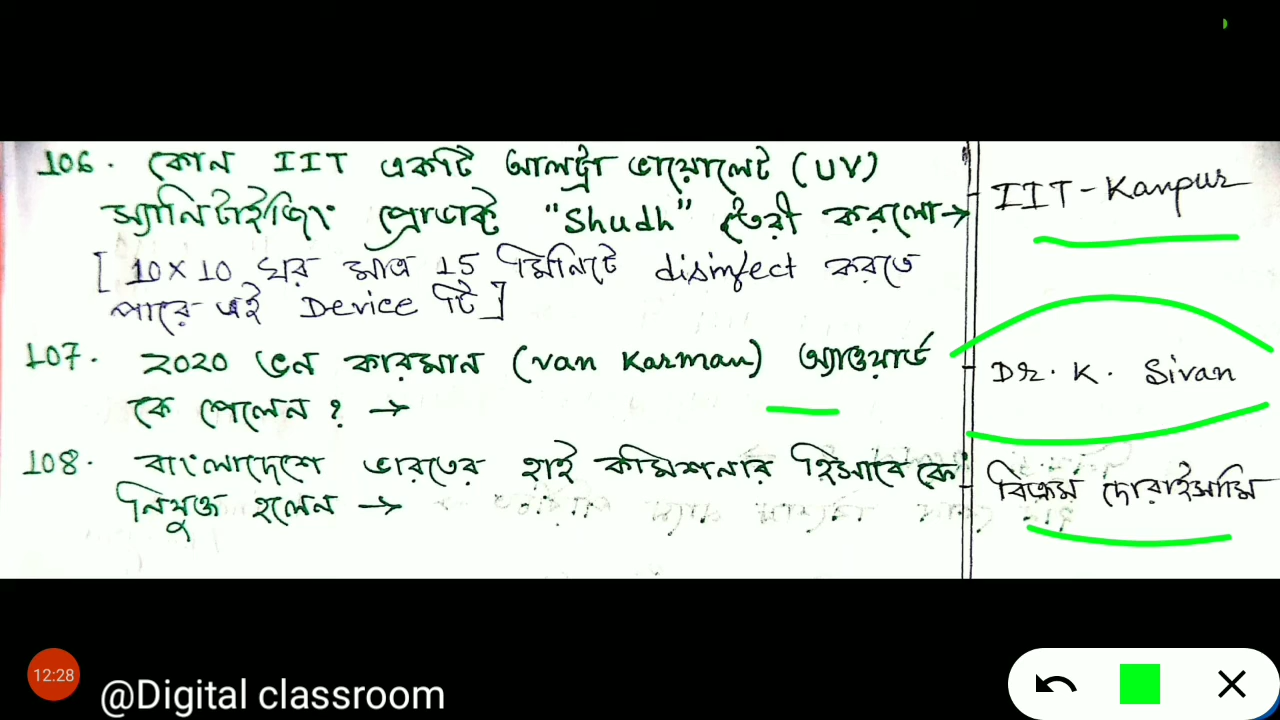 106. কোন IIT একটি আলট্রা ভায়োলেট (UV)
স্যানিটাইজিং প্রোডাক্ট "Shudh" তৈরী করলো→ IIT-Kanpur
[10×10 ঘর মাত্র 15 মিনিটে disinfect করতে
পারে এই Device টি]
107. ২০২০ ভন কারমান (Van Karman) অ্যাওয়ার্ড
কে পেলেন? → Dr. K. Sivan
108. বাংলাদেশে ভারতের হাই কমিশনার হিসাবে কে
নিযুক্ত হলেন → বিক্রম দোরাইস্বামি
12:28
@Digital classroom